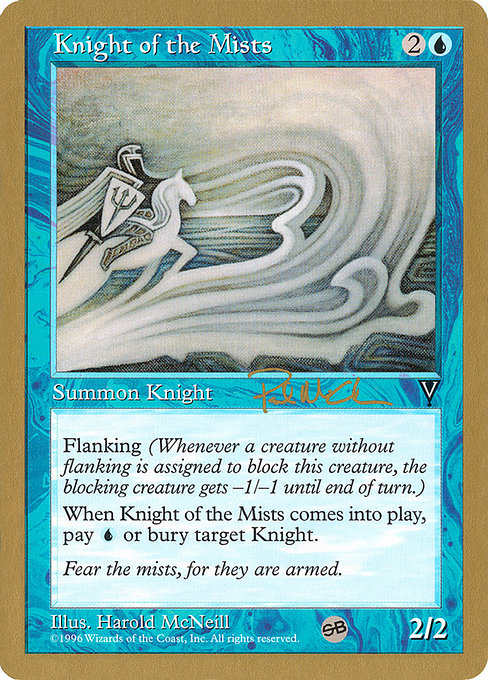 Knight of the Mists 2
Summon Knight
V
Flanking (Whenever a creature without
flanking is assigned to block this creature, the
blocking creature gets –1/–1 until end of turn.)
When Knight of the Mists comes into play,
pay or bury target Knight.
Fear the mists, for they are armed.
Illus. Harold McNeill
©1996 Wizards of the Coast, Inc. All rights reserved.
SB
2/2